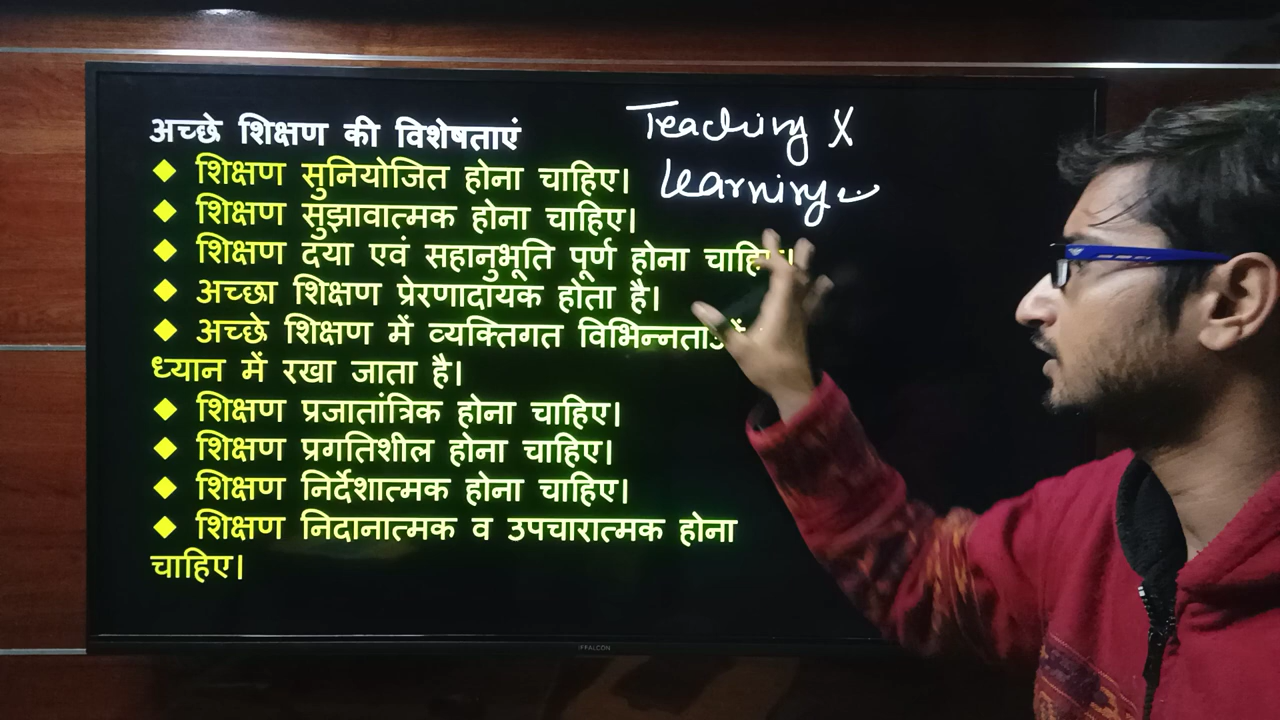 अच्छे शिक्षण की विशेषताएं
Teaching X
◆ शिक्षण सुनियोजित होना चाहिए।
Learning
◆ शिक्षण सुझावात्मक होना चाहिए।
◆ शिक्षण दया एवं सहानुभूति पूर्ण होना चाहिए।
◆ अच्छा शिक्षण प्रेरणादायक होता है।
◆ अच्छे शिक्षण में व्यक्तिगत
ध्यान में रखा जाता है।
◆ शिक्षण प्रजातांत्रिक होना चाहिए।
◆ शिक्षण प्रगतिशील होना चाहिए।
◆ शिक्षण निर्देशात्मक होना चाहिए।
◆ शिक्षण निदानात्मक व उपचारात्मक होना
चाहिए।
iFFALCON